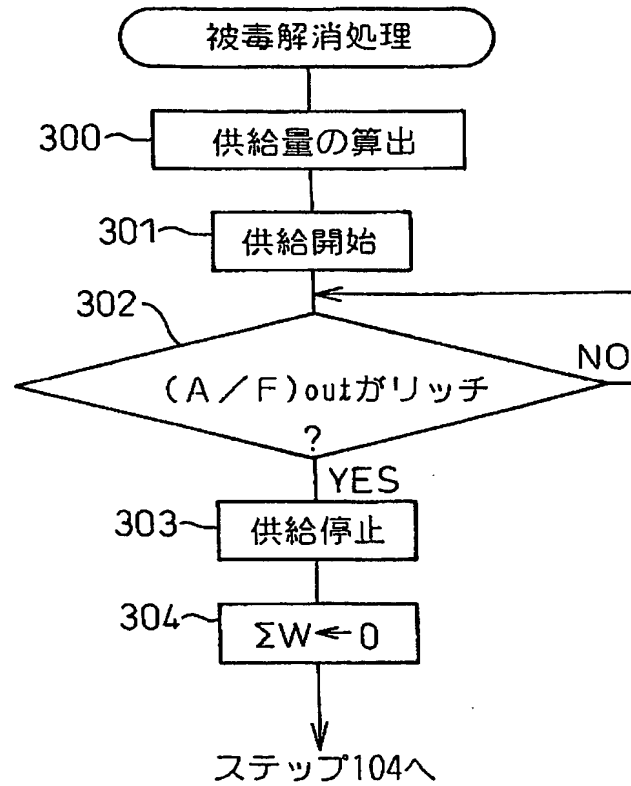 被毒解消処理
300
供給量の算出
301
供給開始
302
(A/F)outがリッチ
?
NO
YES
303
供給停止
304
ΣW←0
ステップ104へ